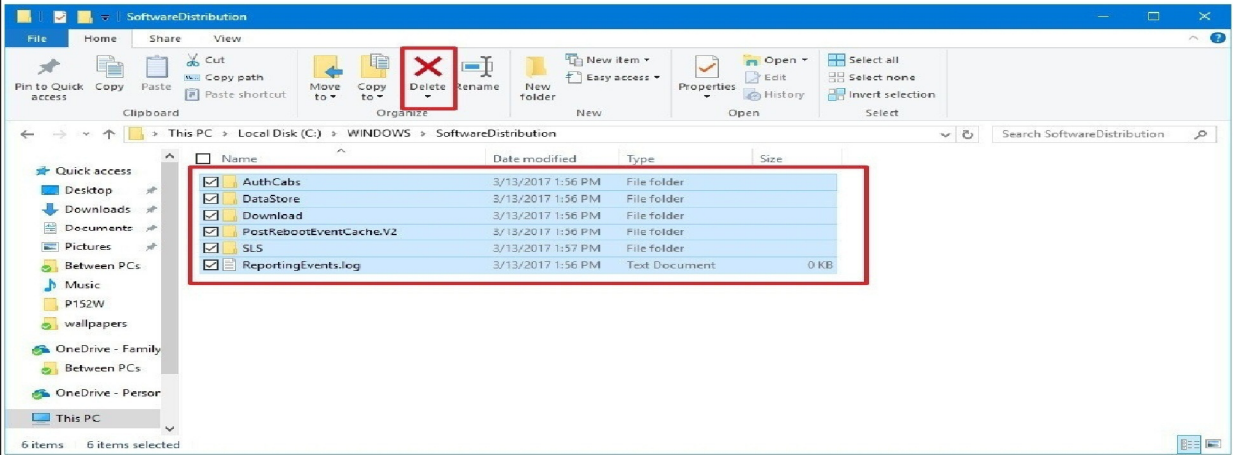 SoftwareDistribution
File Home Share View
Pin to Quick access
Copy
Paste
Cut
Copy path
Paste shortcut
Clipboard
Move to
Copy to
Delete
Rename
Organize
New folder
New item
Easy access
New
Properties
Open
Edit
History
Open
Select all
Select none
Invert selection
Select
This PC > Local Disk (C:) > WINDOWS > SoftwareDistribution
Search SoftwareDistribution
Quick access
Desktop
Downloads
Documents
Pictures
Between PCs
Music
P152W
wallpapers
OneDrive - Family
Between PCs
OneDrive - Person
This PC
Name Date modified Type Size
AuthCabs 3/13/2017 1:56 PM File folder
DataStore 3/13/2017 1:56 PM File folder
Download 3/13/2017 1:56 PM File folder
PostRebootEventCache.V2 3/13/2017 1:56 PM File folder
SLS 3/13/2017 1:57 PM File folder
ReportingEvents.log 3/13/2017 1:56 PM Text Document 0 KB
6 items 6 items selected